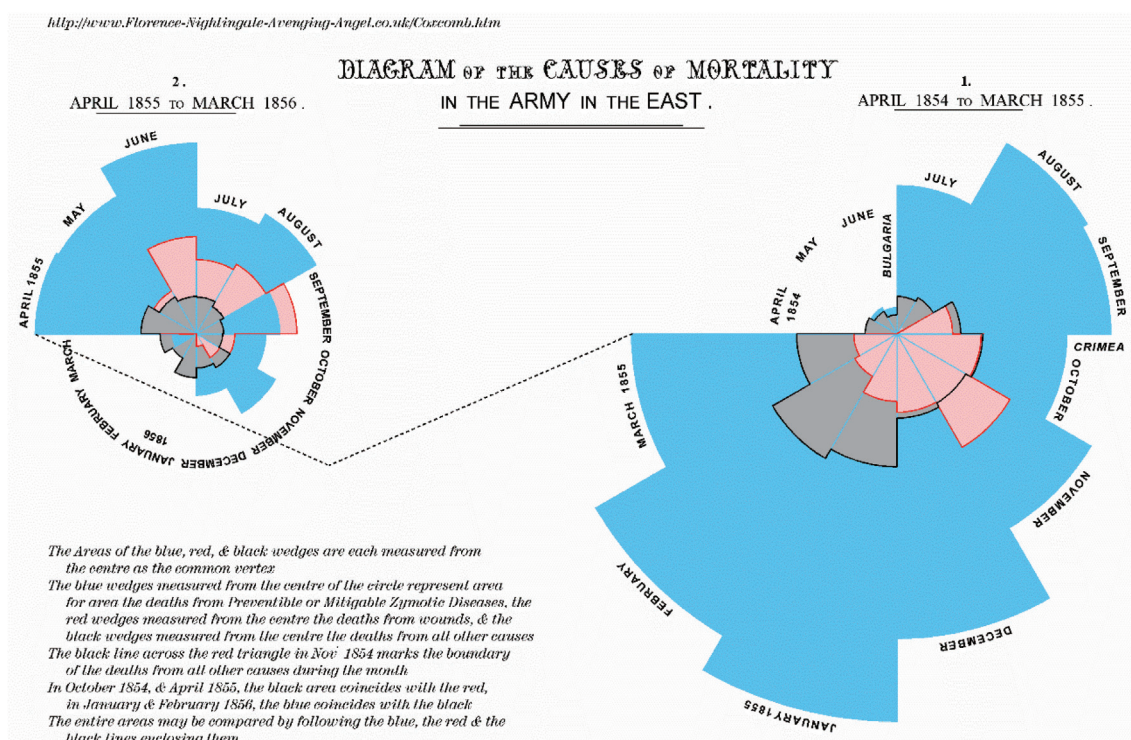 http://www.Florence-Nightingale-Avenging-Angel.co.uk/Coxcomb.htm
DIAGRAM OF THE CAUSES OF MORTALITY
IN THE ARMY IN THE EAST.
2.
APRIL 1855 TO MARCH 1856.
1.
APRIL 1854 TO MARCH 1855.
APRIL 1855
MAY
JUNE
JULY
AUGUST
SEPTEMBER
OCTOBER
NOVEMBER
DECEMBER
JANUARY
1856
FEBRUARY
MARCH
APRIL
1854
MAY
JUNE
BULGARIA
JULY
AUGUST
SEPTEMBER
CRIMEA
OCTOBER
NOVEMBER
DECEMBER
JANUARY 1855
FEBRUARY
MARCH 1855
The Areas of the blue, red, & black wedges are each measured from
the centre as the common vertex
The blue wedges measured from the centre of the circle represent area
for area the deaths from Preventible or Mitigable Zymotic Diseases, the
red wedges measured from the centre the deaths from wounds, & the
black wedges measured from the centre the deaths from all other causes
The black line across the red triangle in Nov' 1854 marks the boundary
of the deaths from all other causes during the month
In October 1854, & April 1855, the black area coincides with the red,
in January & February 1856, the blue coincides with the black
The entire areas may be compared by following the blue, the red & the
black lines enclosing them